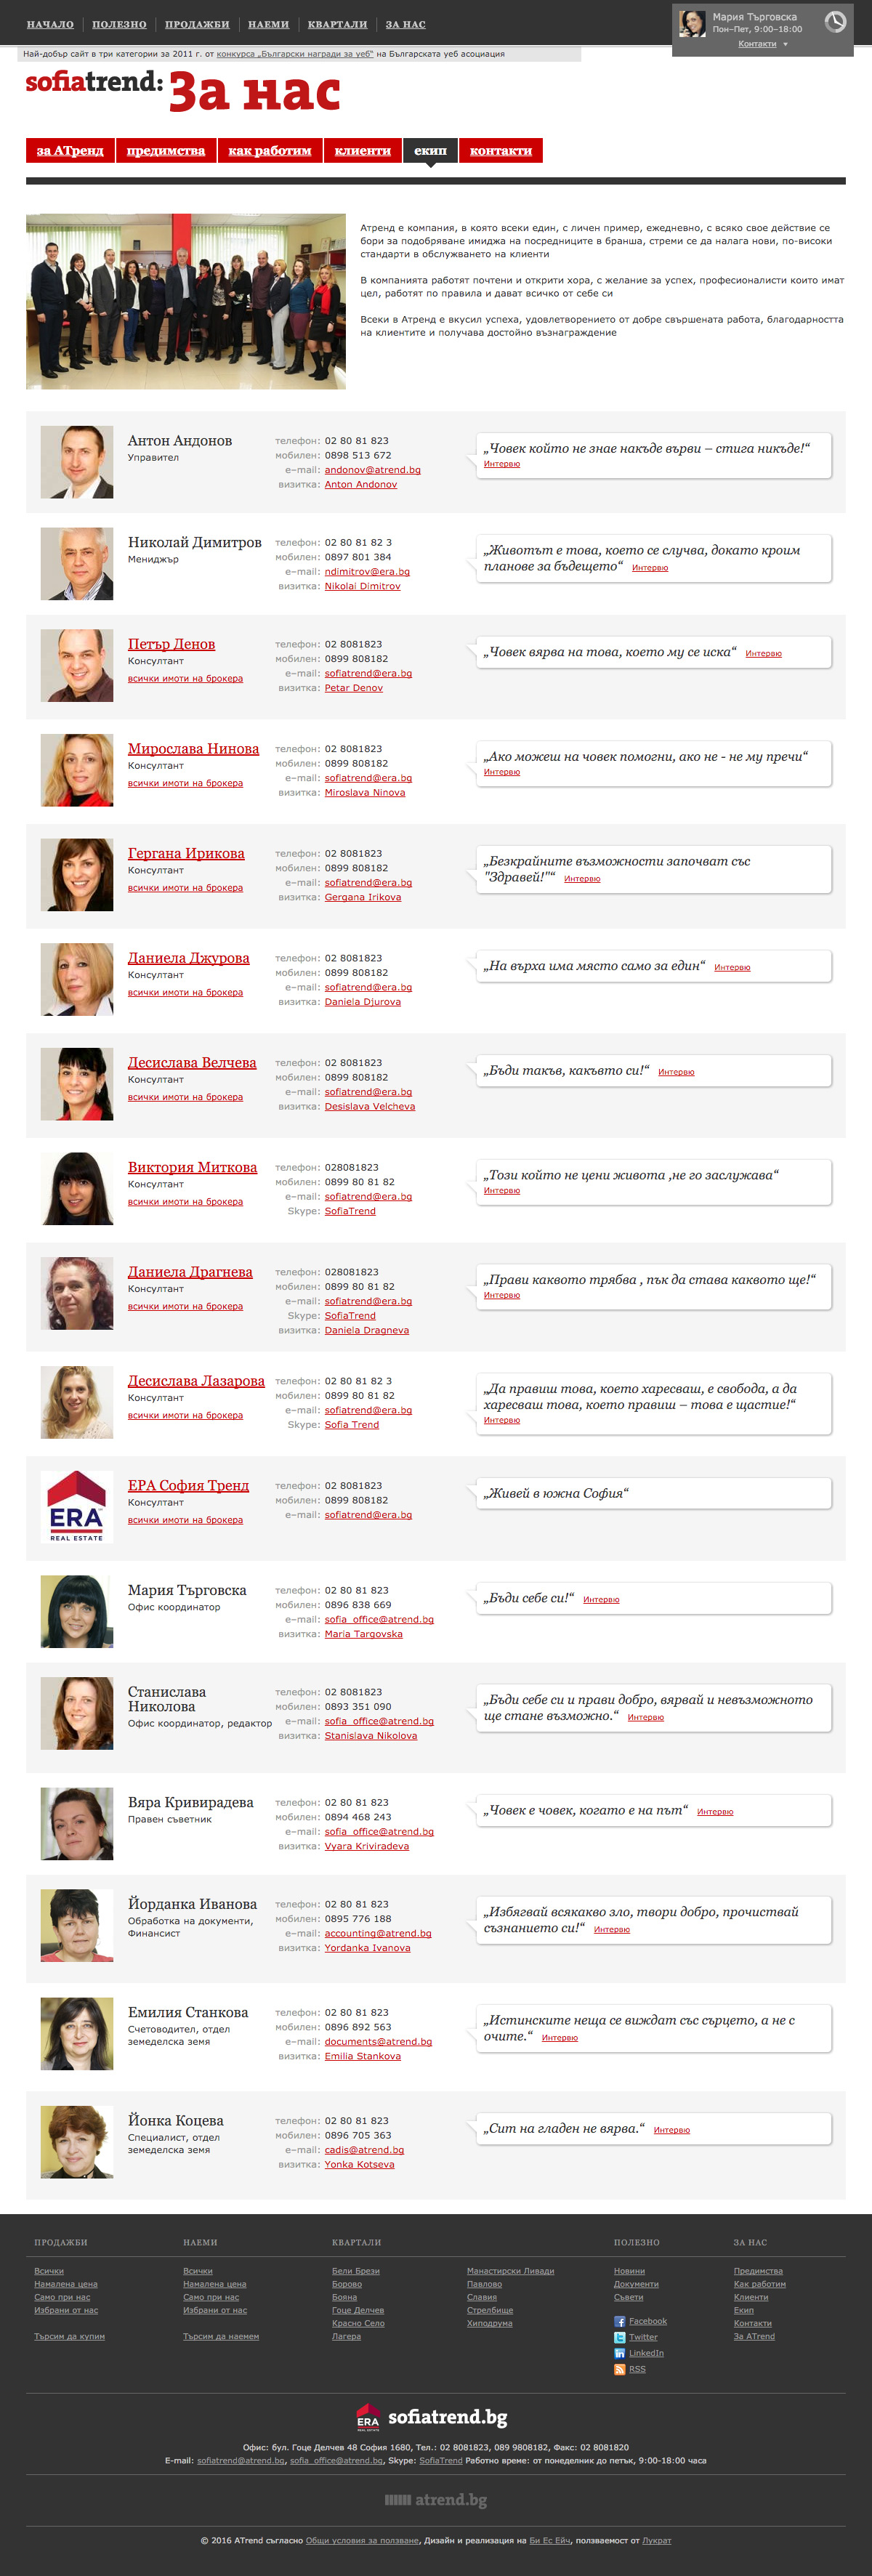 НАЧАЛО ПОЛЕЗНО ПРОДАЖБИ НАЕМИ КВАРТАЛИ ЗА НАС
Мария Търговска
Пон–Пет, 9:00–18:00
Контакти
Най-добър сайт в три категории за 2011 г. от конкурса „Български награди за уеб“ на Българската уеб асоциация
sofiatrend: За нас
за АТренд предимства как работим клиенти екип контакти
Атренд е компания, в която всеки един, с личен пример, ежедневно, с всяко свое действие се
бори за подобряване имиджа на посредниците в бранша, стреми се да налага нови, по-високи
стандарти в обслужването на клиенти
В компанията работят почтени и открити хора, с желание за успех, професионалисти които имат
цел, работят по правила и дават всичко от себе си
Всеки в Атренд е вкусил успеха, удовлетворението от добре свършената работа, благодарността
на клиентите и получава достойно възнаграждение
Антон Андонов
Управител
телефон: 02 80 81 823
мобилен: 0898 513 672
e-mail: andonov@atrend.bg
визитка: Anton Andonov
„Човек който не знае накъде върви – стига никъде!“
Интервю
Николай Димитров
Мениджър
телефон: 02 80 81 82 3
мобилен: 0897 801 384
e-mail: ndimitrov@era.bg
визитка: Nikolai Dimitrov
„Животът е това, което се случва, докато кроим
планове за бъдещето“ Интервю
Петър Денов
Консултант
всички имоти на брокера
телефон: 02 8081823
мобилен: 0899 808182
e-mail: sofiatrend@era.bg
визитка: Petar Denov
„Човек вярва на това, което му се иска“ Интервю
Мирослава Нинова
Консултант
всички имоти на брокера
телефон: 02 8081823
мобилен: 0899 808182
e-mail: sofiatrend@era.bg
визитка: Miroslava Ninova
„Ако можеш на човек помогни, ако не - не му пречи“
Интервю
Гергана Ирикова
Консултант
всички имоти на брокера
телефон: 02 8081823
мобилен: 0899 808182
e-mail: sofiatrend@era.bg
визитка: Gergana Irikova
„Безкрайните възможности започват със
"Здравей!"“ Интервю
Даниела Джурова
Консултант
всички имоти на брокера
телефон: 02 8081823
мобилен: 0899 808182
e-mail: sofiatrend@era.bg
визитка: Daniela Djurova
„На върха има място само за един“ Интервю
Десислава Велчева
Консултант
всички имоти на брокера
телефон: 02 8081823
мобилен: 0899 808182
e-mail: sofiatrend@era.bg
визитка: Desislava Velcheva
„Бъди такъв, какъвто си!“ Интервю
Виктория Миткова
Консултант
всички имоти на брокера
телефон: 028081823
мобилен: 0899 80 81 82
e-mail: sofiatrend@era.bg
Skype: SofiaTrend
„Този който не цени живота ,не го заслужава“
Интервю
Даниела Драгнева
Консултант
всички имоти на брокера
телефон: 028081823
мобилен: 0899 80 81 82
e-mail: sofiatrend@era.bg
Skype: SofiaTrend
визитка: Daniela Dragneva
„Прави каквото трябва , пък да става каквото ще!“
Интервю
Десислава Лазарова
Консултант
всички имоти на брокера
телефон: 02 80 81 82 3
мобилен: 0899 80 81 82
e-mail: sofiatrend@era.bg
Skype: Sofia Trend
„Да правиш това, което харесваш, е свобода, а да
харесваш това, което правиш – това е щастие!“
Интервю
ERA
REAL ESTATE
ЕРА София Тренд
Консултант
всички имоти на брокера
телефон: 02 8081823
мобилен: 0899 808182
e-mail: sofiatrend@era.bg
„Живей в южна София“
Мария Търговска
Офис координатор
телефон: 02 80 81 823
мобилен: 0896 838 669
e-mail: sofia_office@atrend.bg
визитка: Maria Targovska
„Бъди себе си!“ Интервю
Станислава
Николова
Офис координатор, редактор
телефон: 02 8081823
мобилен: 0893 351 090
e-mail: sofia_office@atrend.bg
визитка: Stanislava Nikolova
„Бъди себе си и прави добро, вярвай и невъзможното
ще стане възможно.“ Интервю
Вяра Кривирадева
Правен съветник
телефон: 02 80 81 823
мобилен: 0894 468 243
e-mail: sofia_office@atrend.bg
визитка: Vyara Kriviradeva
„Човек е човек, когато е на път“ Интервю
Йорданка Иванова
Обработка на документи,
Финансист
телефон: 02 80 81 823
мобилен: 0895 776 188
e-mail: accounting@atrend.bg
визитка: Yordanka Ivanova
„Избягвай всякакво зло, твори добро, прочиствай
съзнанието си!“ Интервю
Емилия Станкова
Счетоводител, отдел
земеделска земя
телефон: 02 80 81 823
мобилен: 0896 892 563
e-mail: documents@atrend.bg
визитка: Emilia Stankova
„Истинските неща се виждат със сърцето, а не с
очите.“ Интервю
Йонка Коцева
Специалист, отдел
земеделска земя
телефон: 02 80 81 823
мобилен: 0896 705 363
e-mail: cadis@atrend.bg
визитка: Yonka Kotseva
„Сит на гладен не вярва.“ Интервю
ПРОДАЖБИ
Всички
Намалена цена
Само при нас
Избрани от нас
Търсим да купим
НАЕМИ
Всички
Намалена цена
Само при нас
Избрани от нас
Търсим да наемем
КВАРТАЛИ
Бели Брези
Борово
Бояна
Гоце Делчев
Красно Село
Лагера
Манастирски Ливади
Павлово
Славия
Стрелбище
Хиподрума
ПОЛЕЗНО
Новини
Документи
Съвети
Facebook
Twitter
LinkedIn
RSS
ЗА НАС
Предимства
Как работим
Клиенти
Екип
Контакти
За ATrend
ERA
REAL ESTATE
sofiatrend.bg
Офис: бул. Гоце Делчев 48 София 1680, Тел.: 02 8081823, 089 9808182, Факс: 02 8081820
E-mail: sofiatrend@atrend.bg, sofia_office@atrend.bg, Skype: SofiaTrend Работно време: от понеделник до петък, 9:00-18:00 часа
atrend.bg
© 2016 ATrend съгласно Общи условия за ползване, Дизайн и реализация на Би Ес Ейч, ползваемост от Лукрат